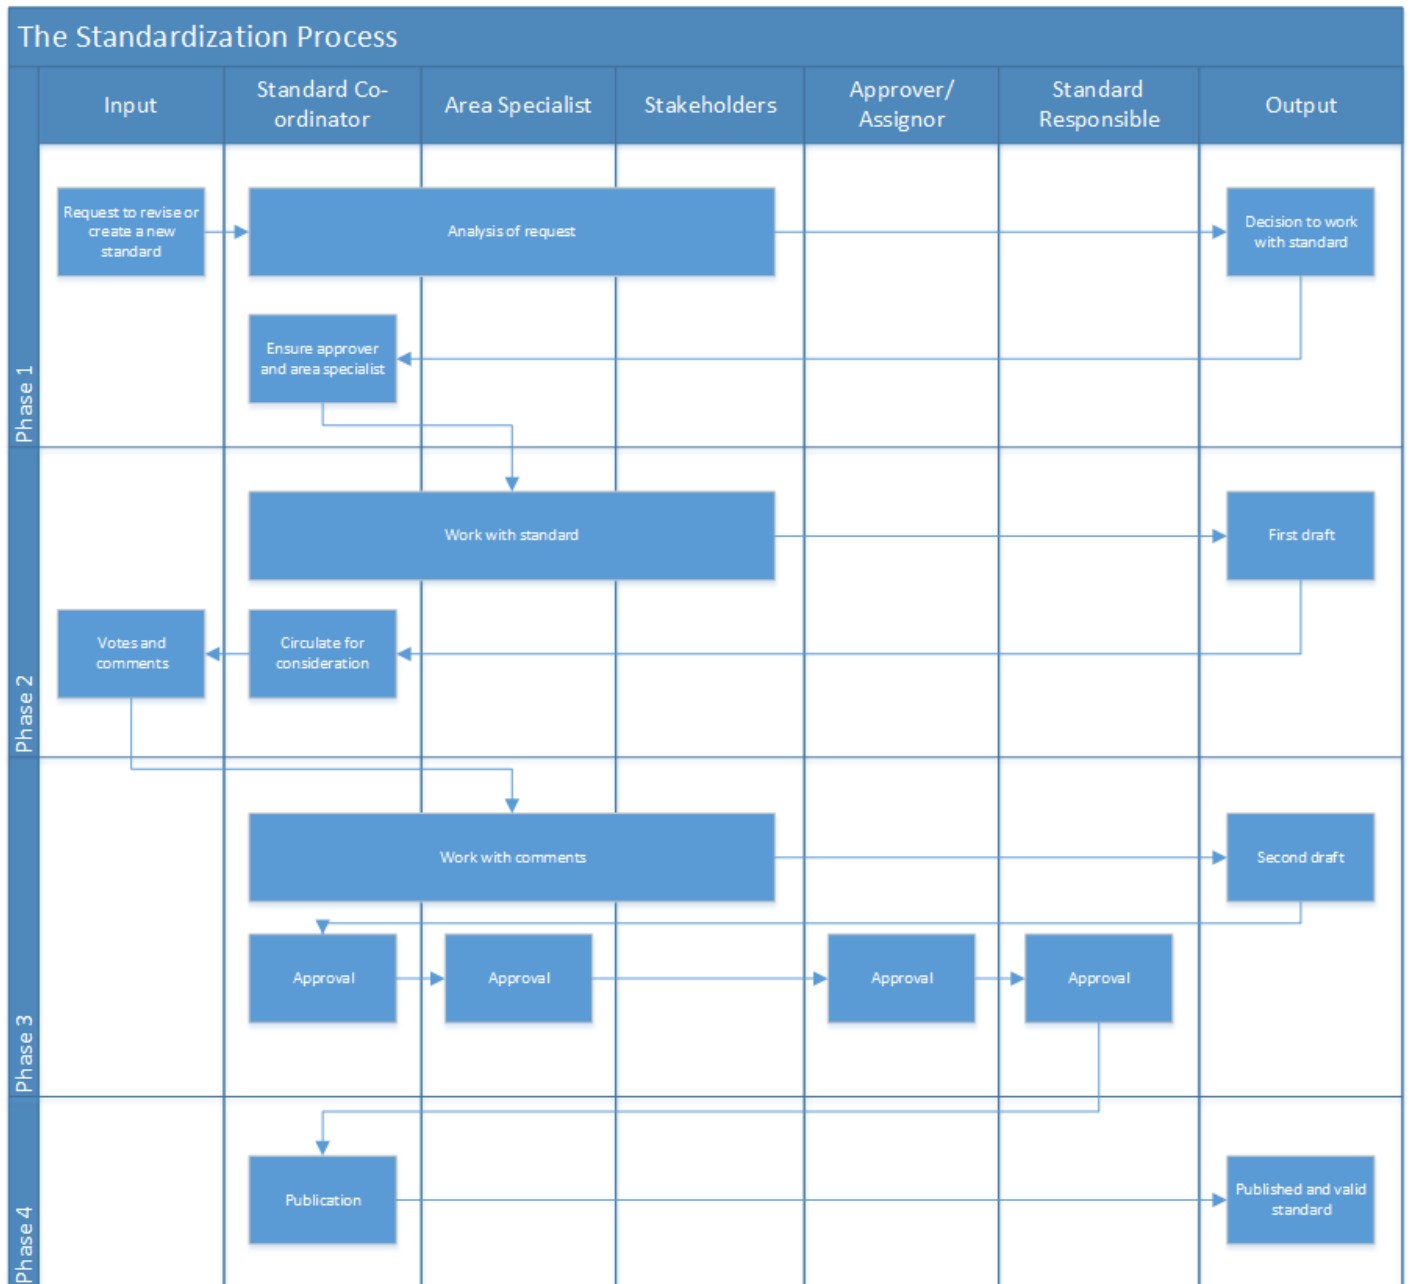 The Standardization Process
Input
Standard Co-
ordinator
Area Specialist
Stakeholders
Approver/
Assignor
Standard
Responsible
Output
Phase 1
Request to revise or
create a new
standard
Analysis of request
Decision to work
with standard
Ensure approver
and area specialist
Phase 2
Work with standard
First draft
Votes and
comments
Circulate for
consideration
Phase 3
Work with comments
Second draft
Approval
Approval
Approval
Approval
Phase 4
Publication
Published and valid
standard